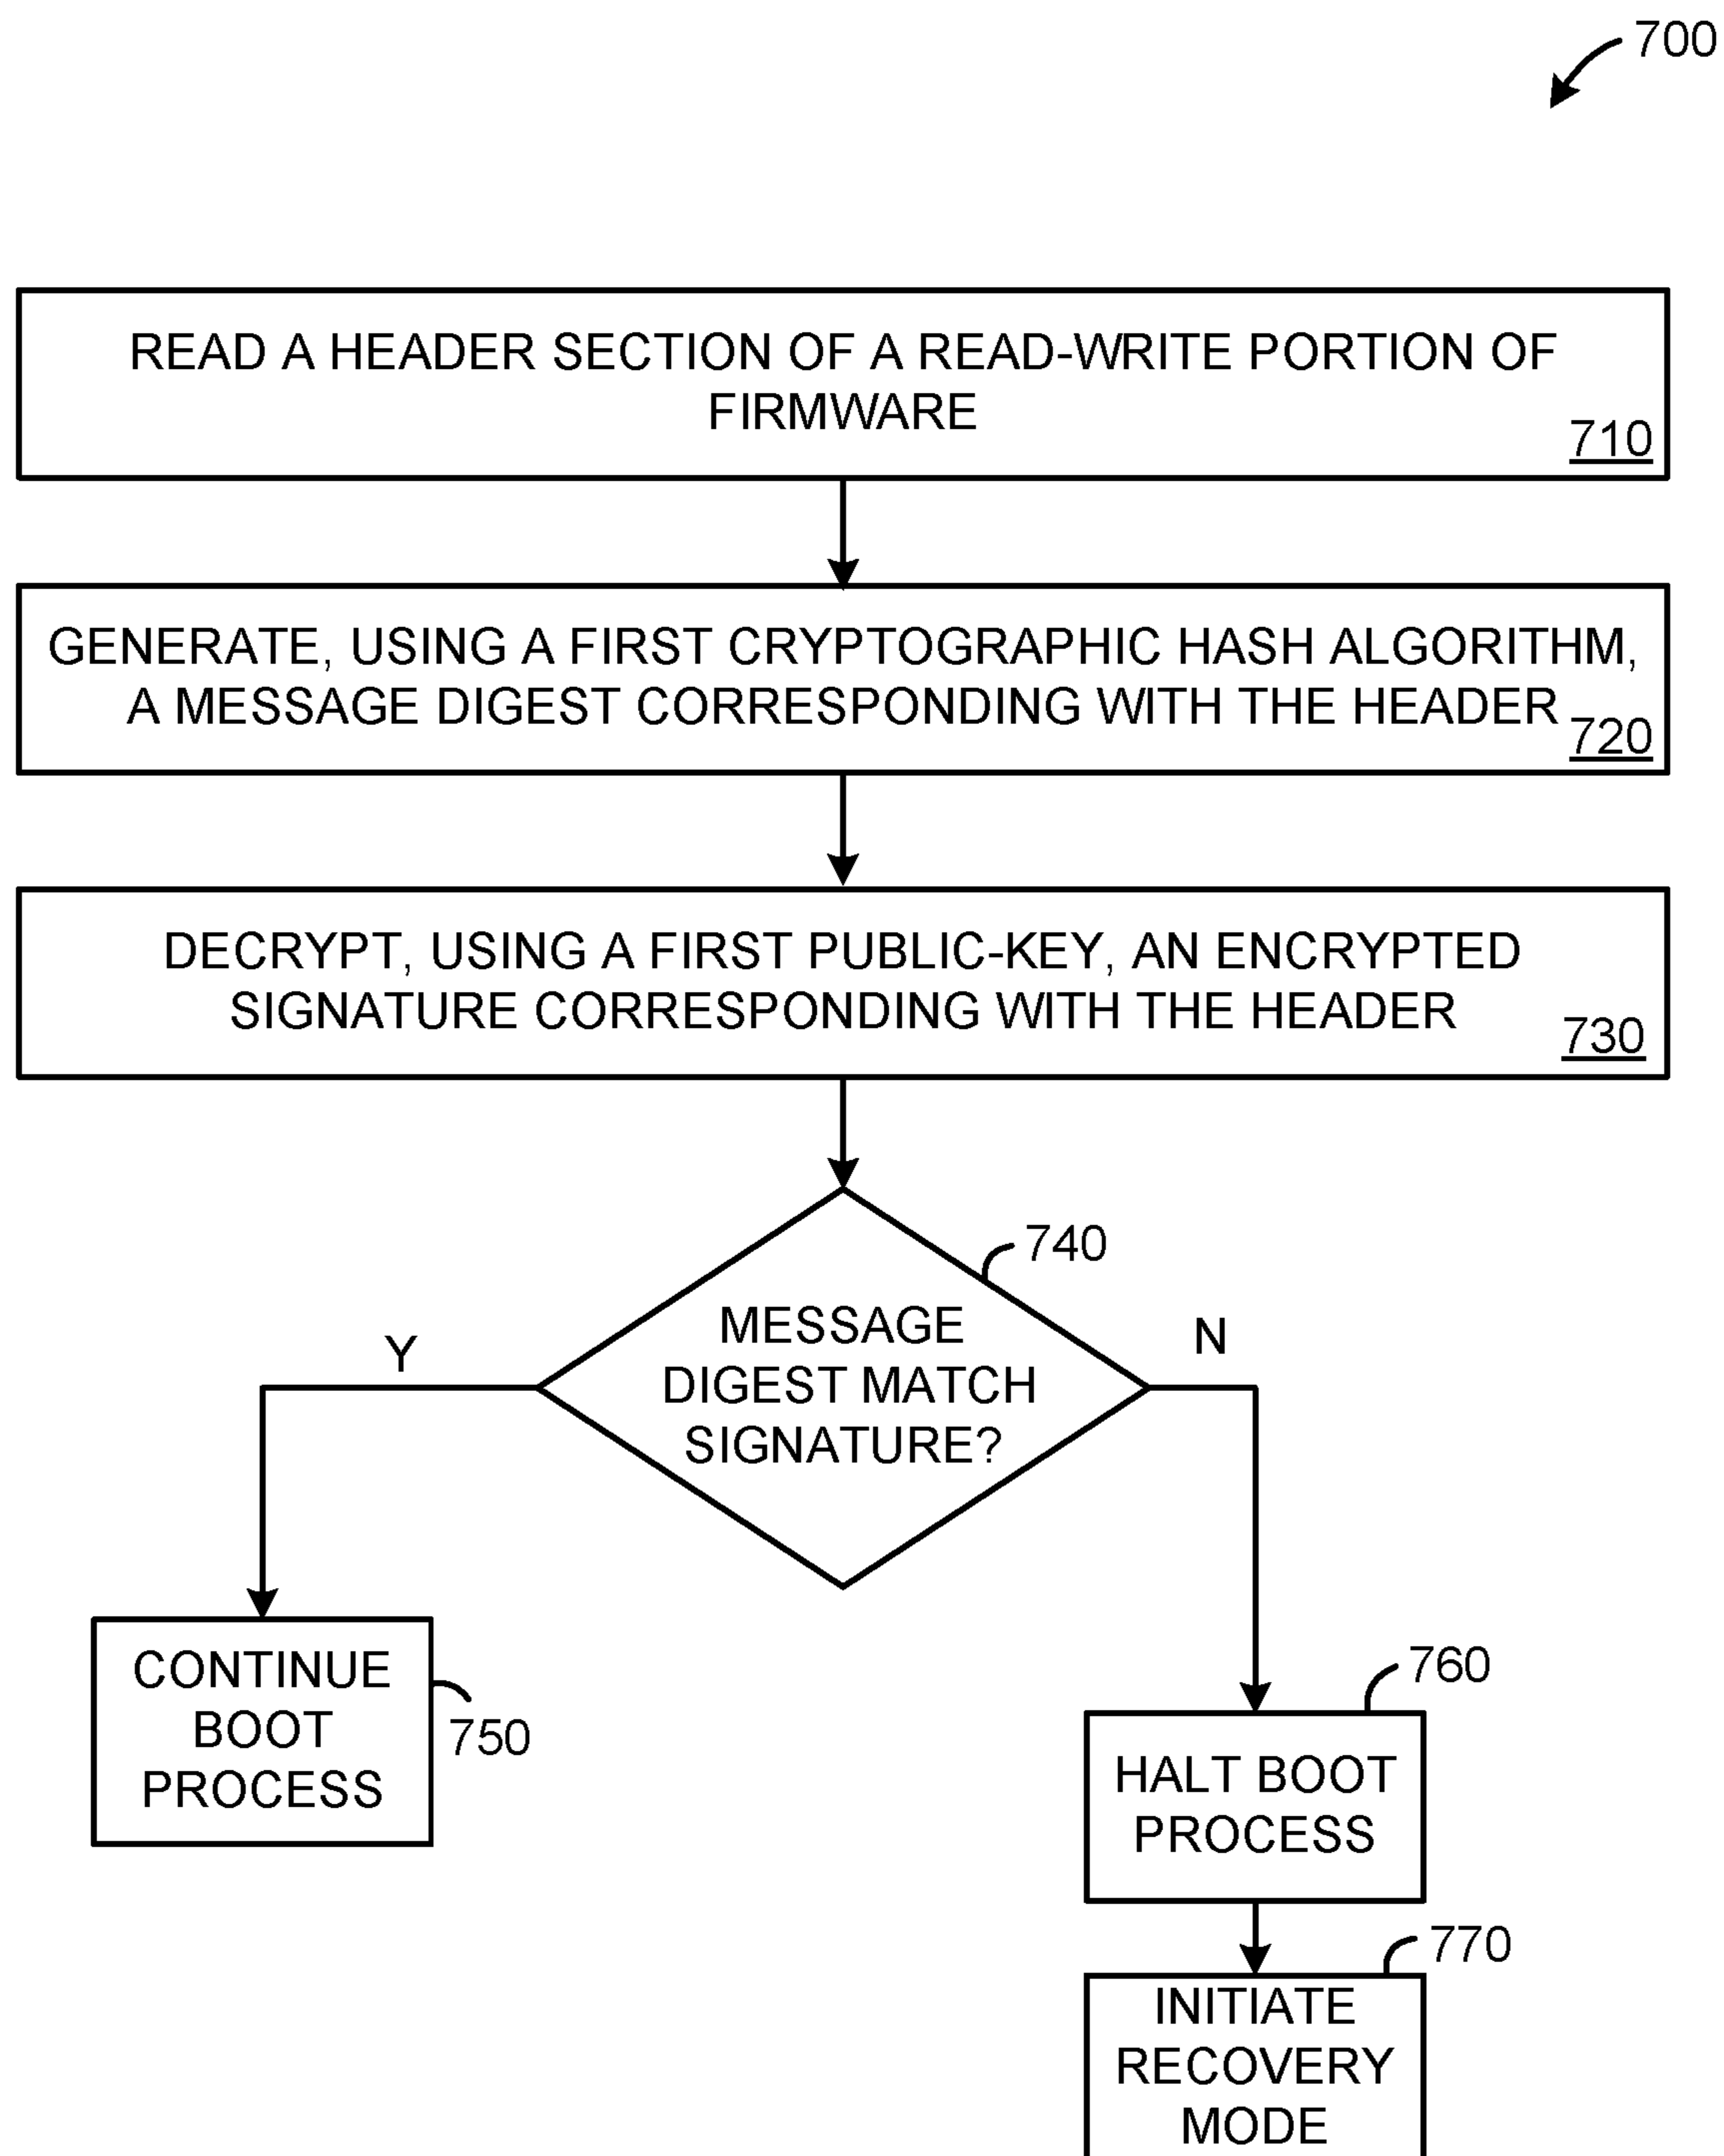 700
READ A HEADER SECTION OF A READ-WRITE PORTION OF
FIRMWARE
710
GENERATE, USING A FIRST CRYPTOGRAPHIC HASH ALGORITHM,
A MESSAGE DIGEST CORRESPONDING WITH THE HEADER
720
DECRYPT, USING A FIRST PUBLIC-KEY, AN ENCRYPTED
SIGNATURE CORRESPONDING WITH THE HEADER
730
740
MESSAGE
DIGEST MATCH
SIGNATURE?
Y
N
CONTINUE
BOOT
PROCESS
750
760
HALT BOOT
PROCESS
770
INITIATE
RECOVERY
MODE